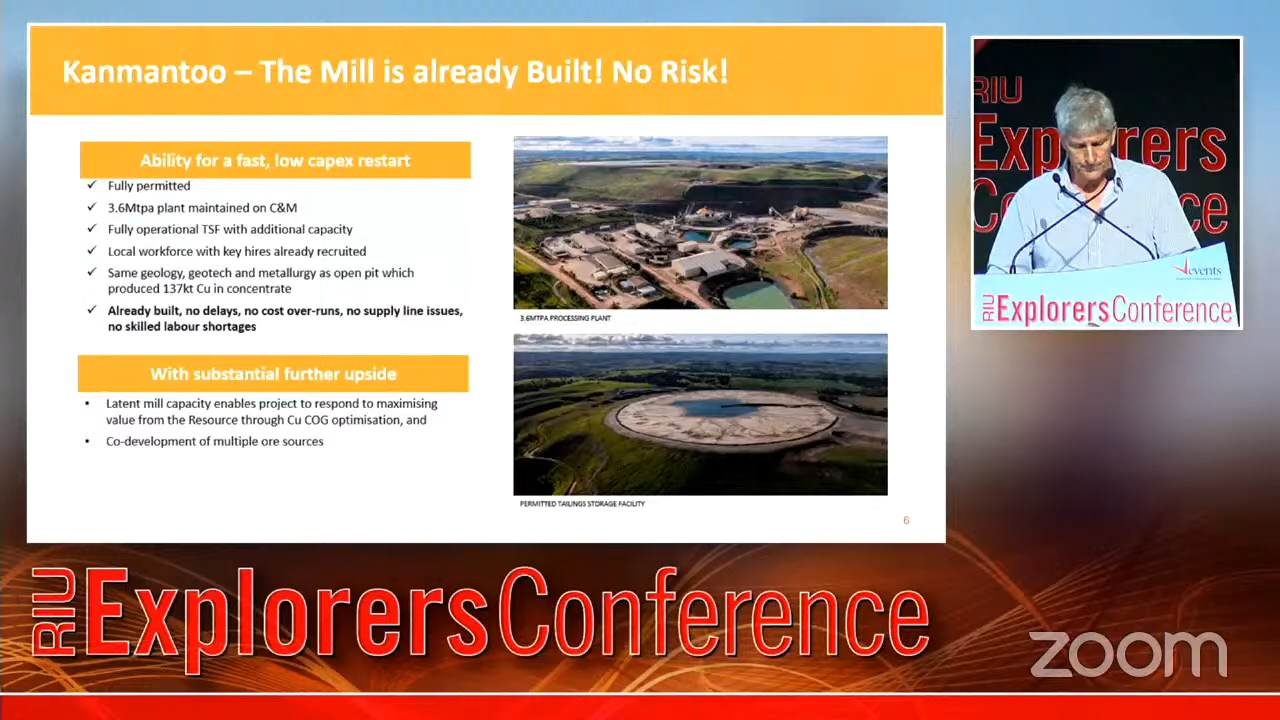 Kanmantoo – The Mill is already Built! No Risk!
Ability for a fast, low capex restart
✓ Fully permitted
✓ 3.6Mtpa plant maintained on C&M
✓ Fully operational TSF with additional capacity
✓ Local workforce with key hires already recruited
✓ Same geology, geotech and metallurgy as open pit which
produced 137kt Cu in concentrate
✓ Already built, no delays, no cost over-runs, no supply line issues,
no skilled labour shortages
With substantial further upside
• Latent mill capacity enables project to respond to maximising
value from the Resource through Cu COG optimisation, and
• Co-development of multiple ore sources
3.6MTPA PROCESSING PLANT
PERMITTED TAILINGS STORAGE FACILITY
6
RIU
Explorers
events
RIU ExplorersConference
RIU ExplorersConference
zoom